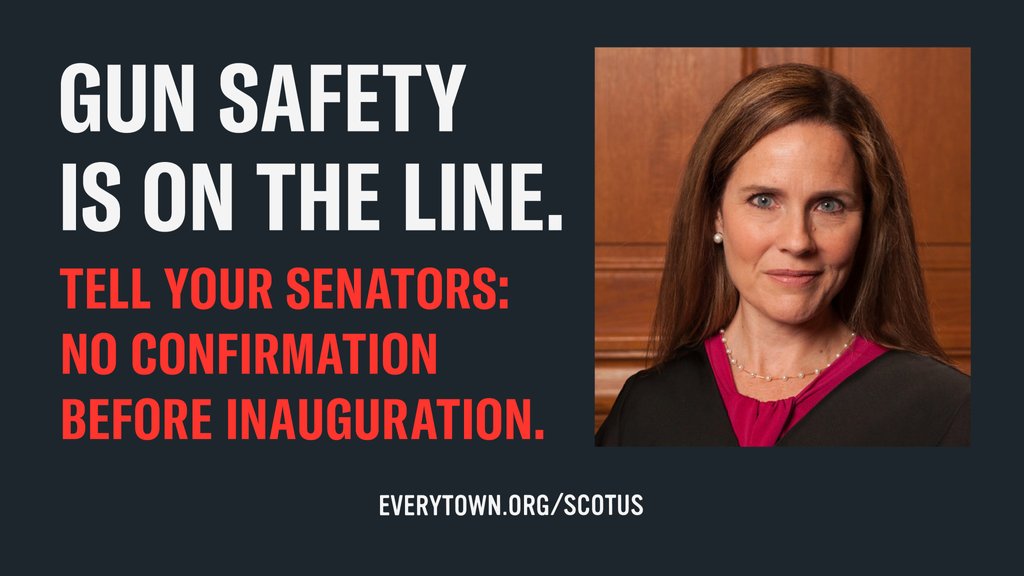 GUN SAFETY
IS ON THE LINE.
TELL YOUR SENATORS:
NO CONFIRMATION
BEFORE INAUGURATION.
EVERYTOWN.ORG/SCOTUS